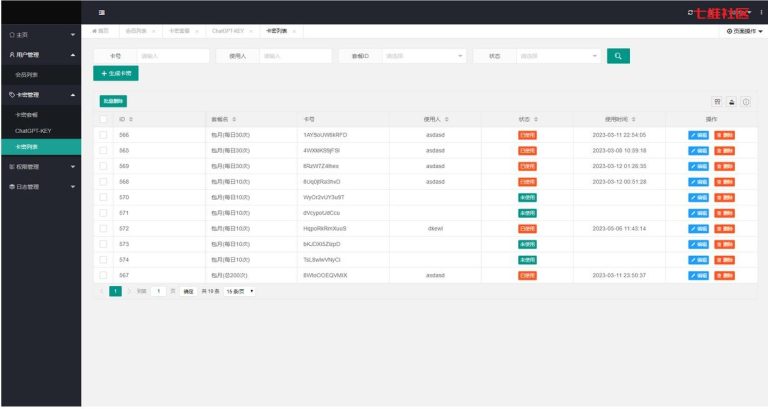 七维社区
页面操作
首页 会员列表 卡密套餐 ChatGPT-KEY 卡密列表
主页
用户管理
会员列表
卡密管理
卡密套餐
ChatGPT-KEY
卡密列表
权限管理
日志管理
卡号 请输入 使用人 请输入 套餐ID 请选择 状态 请选择
+ 生成卡密
批量删除
ID 套餐名 卡号 使用人 状态 使用时间 操作
566 包月(每日30次) asdasd 已使用 2023-03-11 22:54:05 编辑 删除
565 包月(每日50次) asdasd 已使用 2023-03-08 10:59:18 编辑 删除
569 包月(每日30次) asdasd 已使用 2023-03-12 01:26:35 编辑 删除
568 包月(每日10次) asdasd 已使用 2023-03-12 00:51:28 编辑 删除
570 包月(每日10次) WyCr2vUY3u9T 未使用 编辑 删除
571 包月(每日10次) 未使用 编辑 删除
572 包月(每日10次) dkewl 已使用 2023-05-06 11:45:14 编辑 删除
573 包月(每日10次) 未使用 编辑 删除
574 包月(每日10次) 未使用 编辑 删除
567 包月(总200次) asdasd 已使用 2023-03-11 23:50:37 编辑 删除
1 到第 1 页 确定 共 10 条 15 条/页